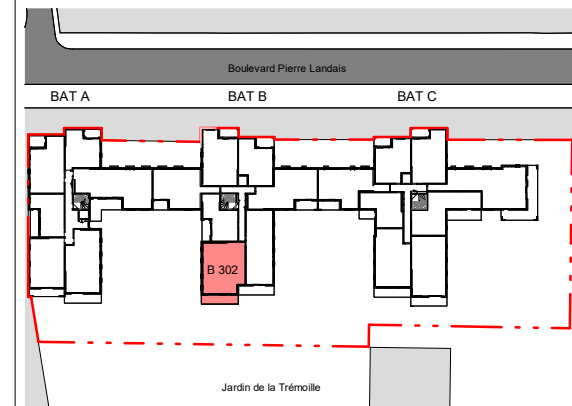 Boulevard Pierre Landais
BAT A BAT B BAT C
B 302
Jardin de la Trémoille